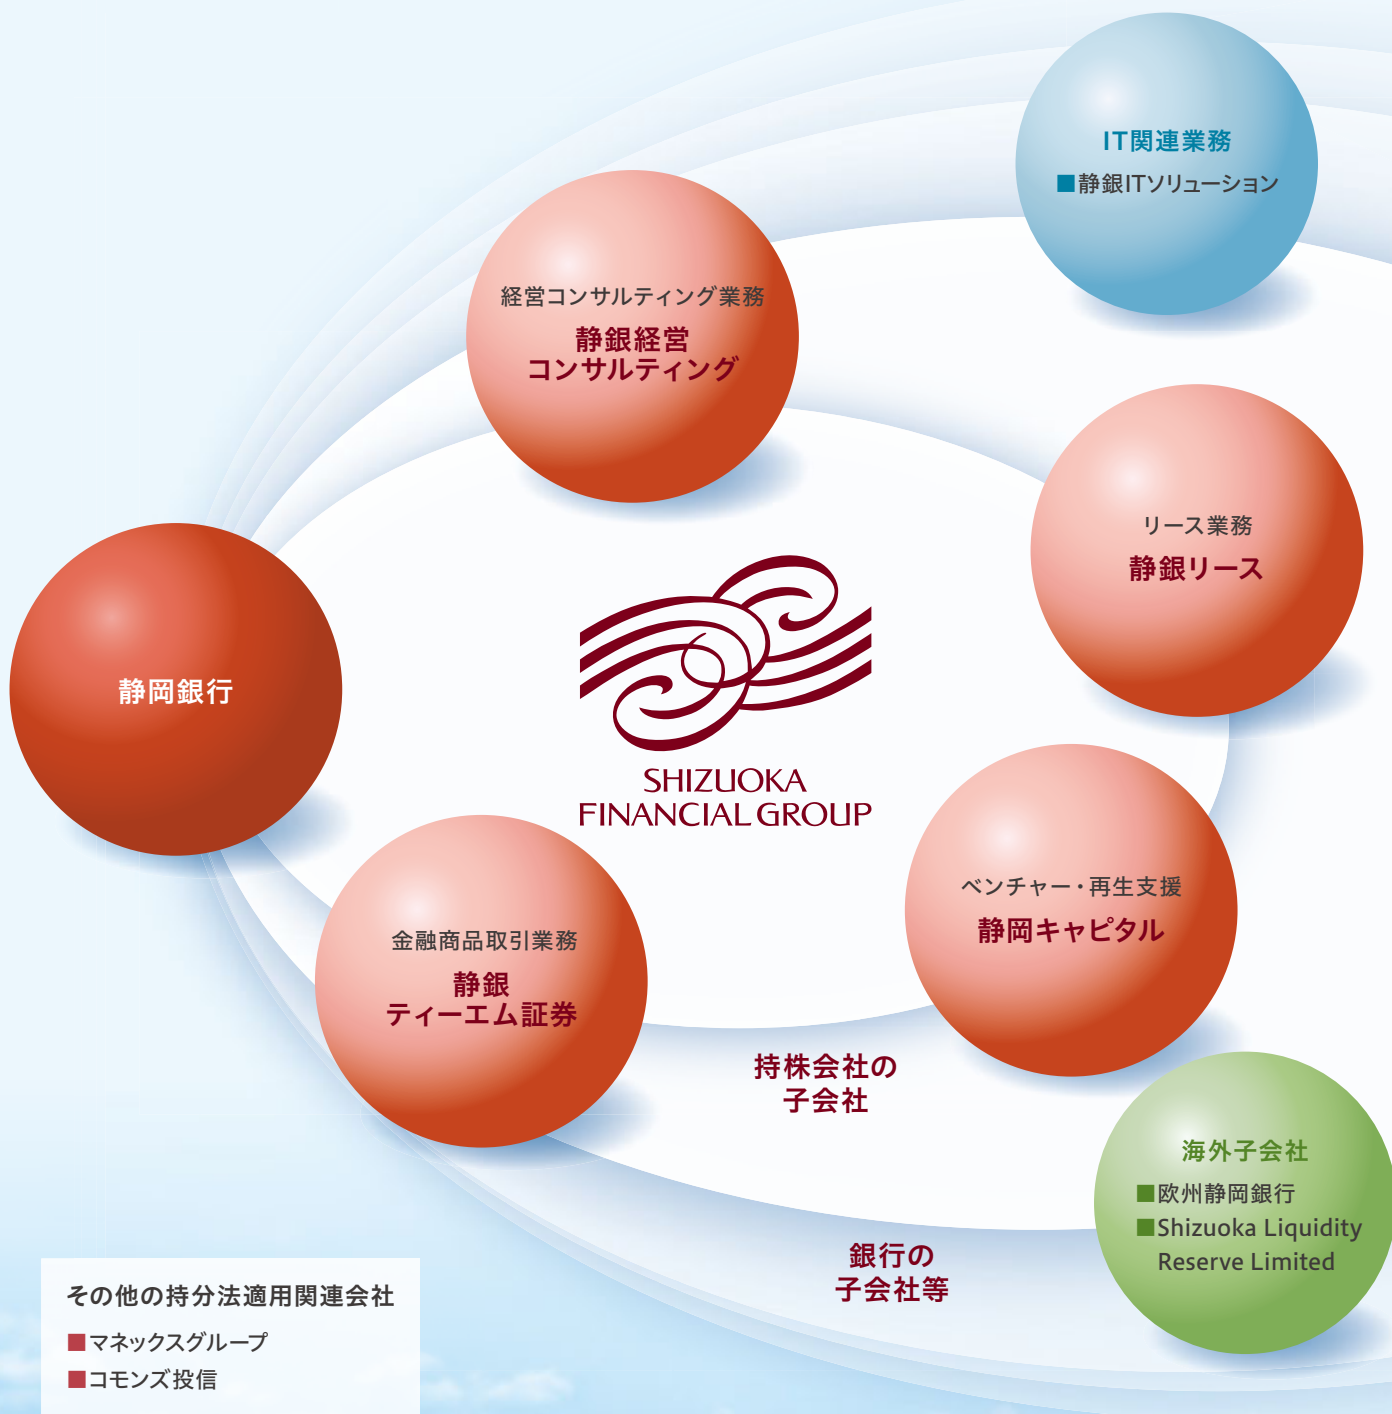 IT関連業務
■静銀ITソリューション
経営コンサルティング業務
静銀経営
コンサルティング
リース業務
静銀リース
静岡銀行
SHIZUOKA
FINANCIAL GROUP
ベンチャー・再生支援
静岡キャピタル
金融商品取引業務
静銀
ティーエム証券
持株会社の
子会社
海外子会社
■欧州静岡銀行
■Shizuoka Liquidity
Reserve Limited
銀行の
子会社等
その他の持分法適用関連会社
■マネックスグループ
■コモンズ投信